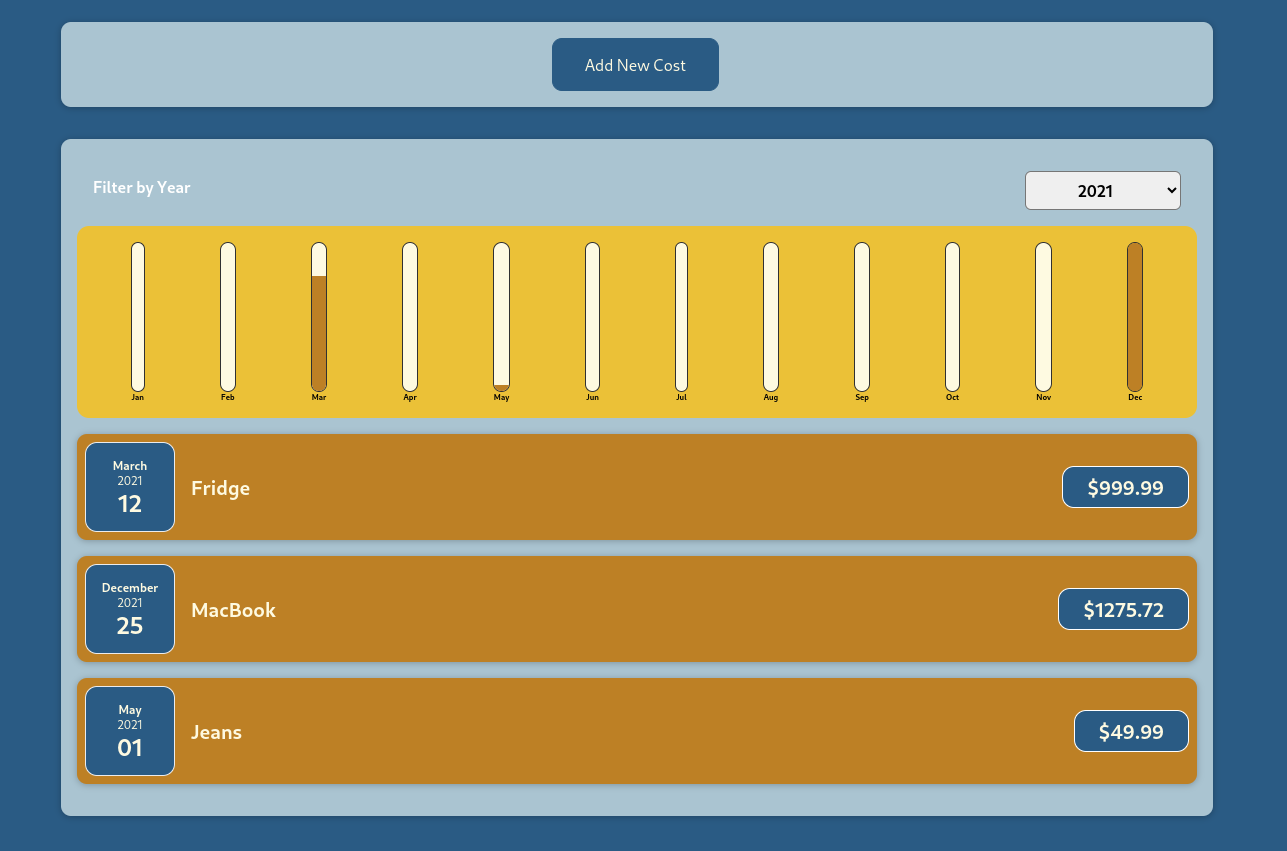 Add New Cost
Filter by Year
2021
Jan Feb Mar Apr May Jun Jul Aug Sep Oct Nov Dec
March
2021
12
Fridge
$999.99
December
2021
25
MacBook
$1275.72
May
2021
01
Jeans
$49.99